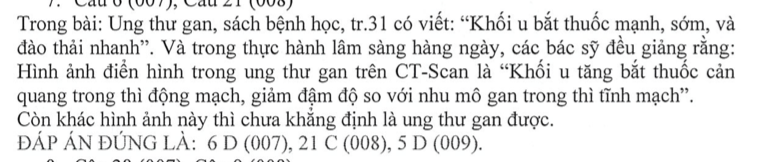 7. Câu 6 (007), Câu 21 (008)
Trong bài: Ung thư gan, sách bệnh học, tr.31 có viết: “Khối u bắt thuốc mạnh, sớm, và
đào thải nhanh”. Và trong thực hành lâm sàng hàng ngày, các bác sỹ đều giảng rằng:
Hình ảnh điển hình trong ung thư gan trên CT-Scan là “Khối u tăng bắt thuốc cản
quang trong thì động mạch, giảm đậm độ so với nhu mô gan trong thì tĩnh mạch”.
Còn khác hình ảnh này thì chưa khẳng định là ung thư gan được.
ĐÁP ÁN ĐÚNG LÀ: 6 D (007), 21 C (008), 5 D (009).